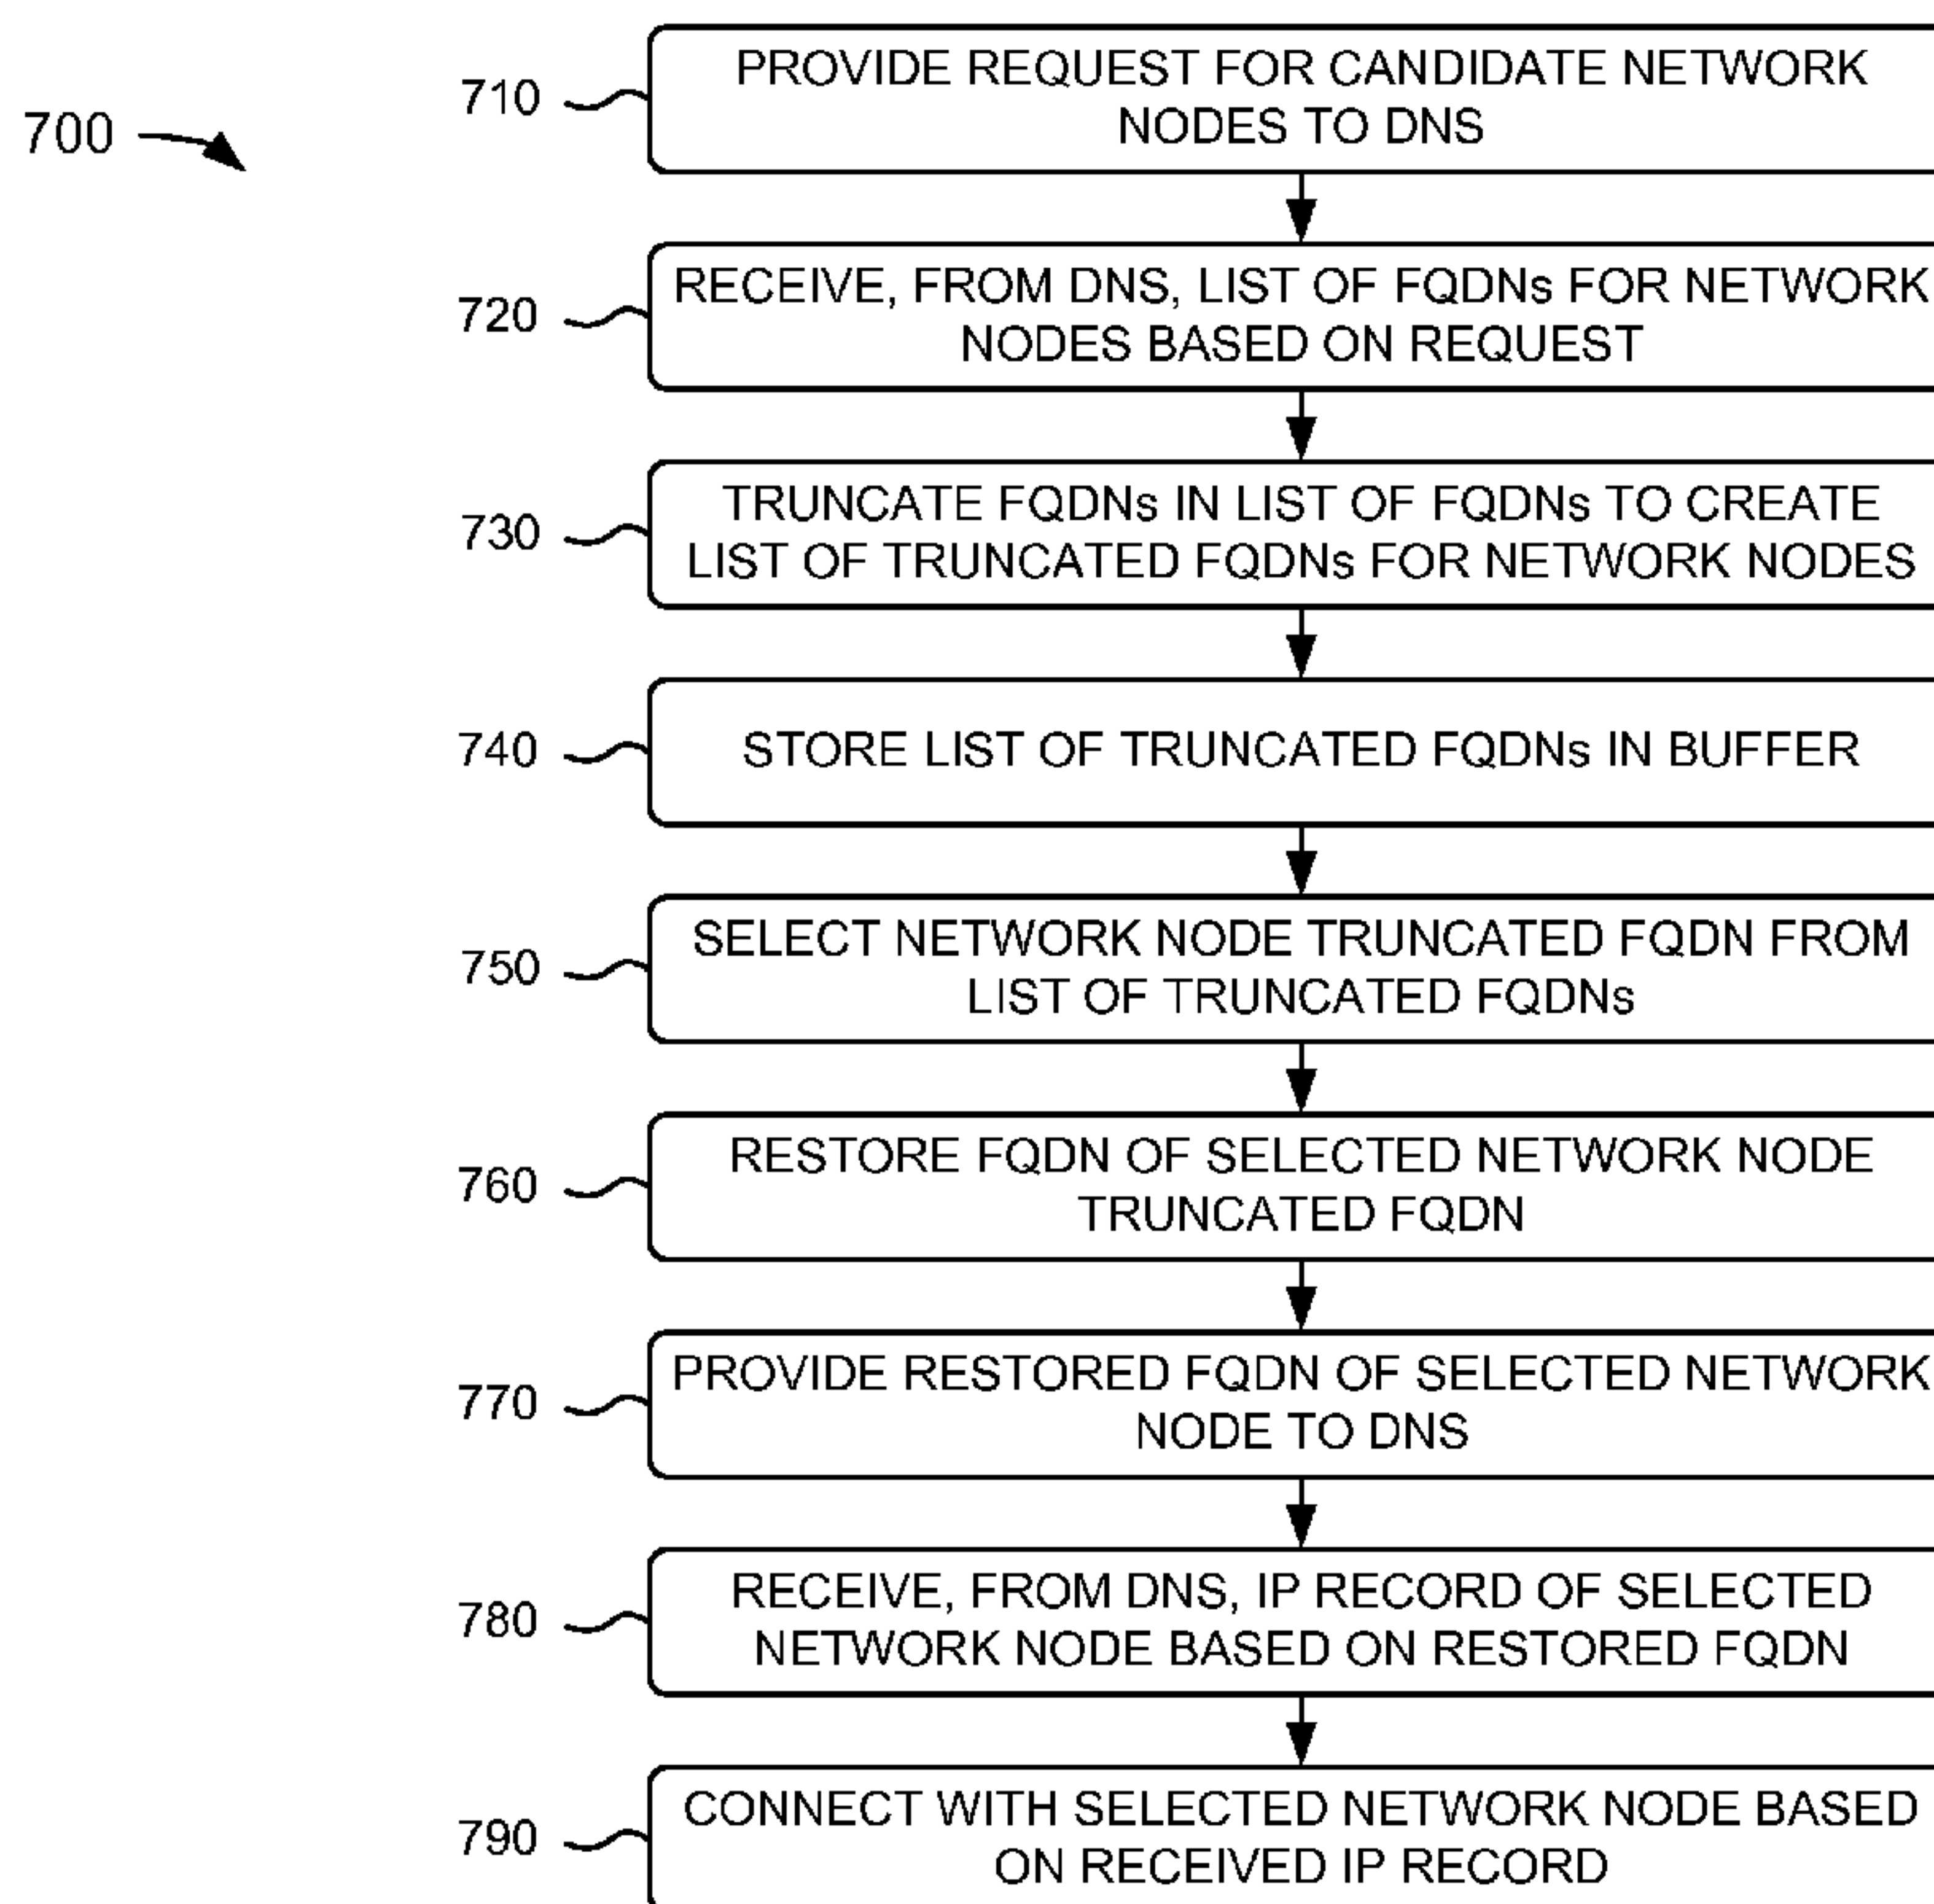 700
710
PROVIDE REQUEST FOR CANDIDATE NETWORK
NODES TO DNS
720
RECEIVE, FROM DNS, LIST OF FQDNs FOR NETWORK
NODES BASED ON REQUEST
730
TRUNCATE FQDNs IN LIST OF FQDNs TO CREATE
LIST OF TRUNCATED FQDNs FOR NETWORK NODES
740
STORE LIST OF TRUNCATED FQDNs IN BUFFER
750
SELECT NETWORK NODE TRUNCATED FQDN FROM
LIST OF TRUNCATED FQDNs
760
RESTORE FQDN OF SELECTED NETWORK NODE
TRUNCATED FQDN
770
PROVIDE RESTORED FQDN OF SELECTED NETWORK
NODE TO DNS
780
RECEIVE, FROM DNS, IP RECORD OF SELECTED
NETWORK NODE BASED ON RESTORED FQDN
790
CONNECT WITH SELECTED NETWORK NODE BASED
ON RECEIVED IP RECORD